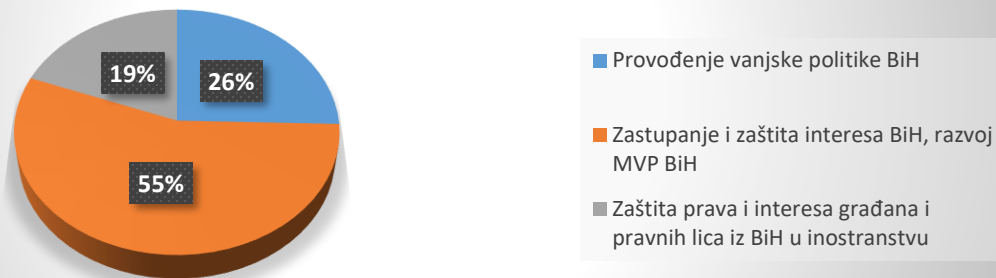 19%
26%
55%
Provođenje vanjske politike BiH
Zastupanje i zaštita interesa BiH, razvoj
MVP BiH
Zaštita prava i interesa građana i
pravnih lica iz BiH u inostranstvu